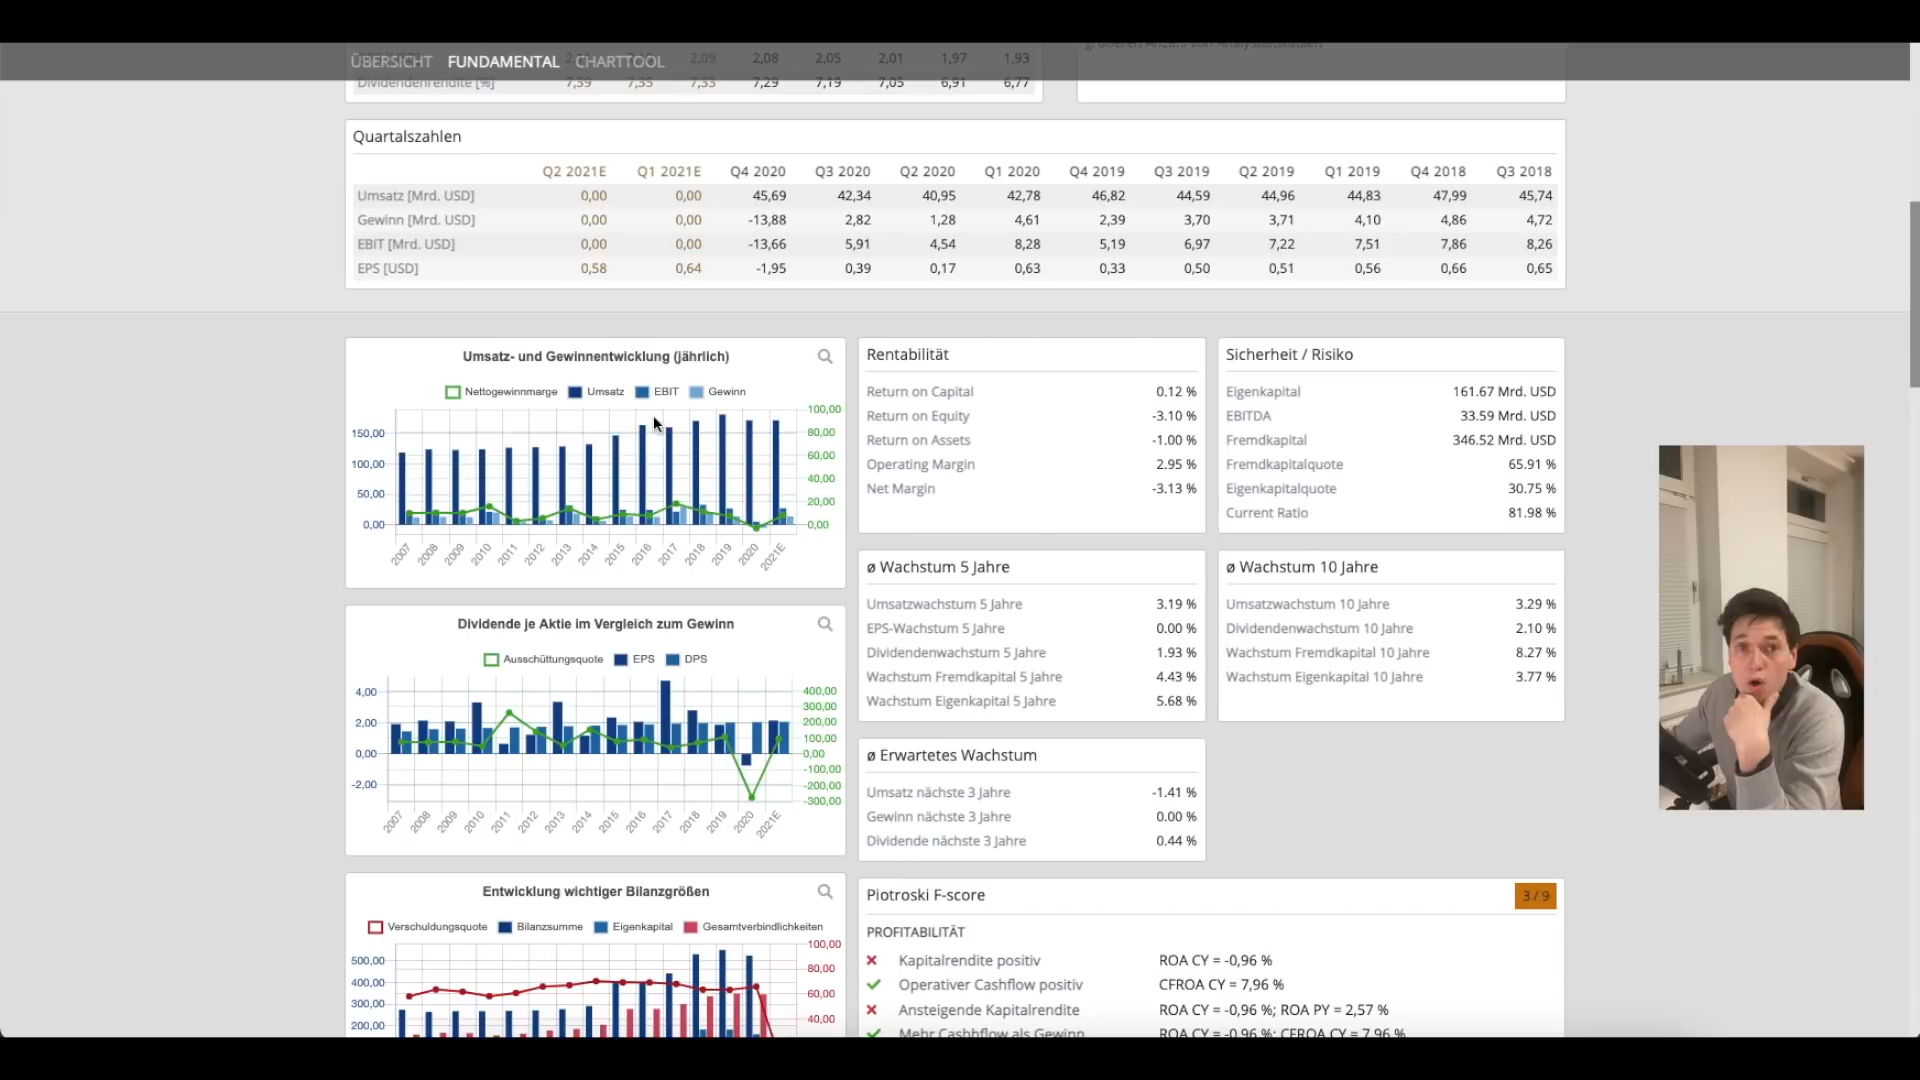 größeren Anzahl von Analystenstudien
2,09 2,08 2,05 2,01 1,97 1,93
ÜBERSICHT FUNDAMENTAL CHARTTOOL
Dividendenrendite [%] 7,39 7,35 7,33 7,29 7,19 7,05 6,91 6,77
Quartalszahlen
Q2 2021E Q1 2021E Q4 2020 Q3 2020 Q2 2020 Q1 2020 Q4 2019 Q3 2019 Q2 2019 Q1 2019 Q4 2018 Q3 2018
Umsatz [Mrd. USD] 0,00 0,00 45,69 42,34 40,95 42,78 46,82 44,59 44,96 44,83 47,99 45,74
Gewinn [Mrd. USD] 0,00 0,00 -13,88 2,82 1,28 4,61 2,39 3,70 3,71 4,10 4,86 4,72
EBIT [Mrd. USD] 0,00 0,00 -13,66 5,91 4,54 8,28 5,19 6,97 7,22 7,51 7,86 8,26
EPS [USD] 0,58 0,64 -1,95 0,39 0,17 0,63 0,33 0,50 0,51 0,56 0,66 0,65
Umsatz- und Gewinnentwicklung (jährlich)
Nettogewinnmarge Umsatz EBIT Gewinn
100,00
150,00 80,00
60,00
100,00
40,00
50,00
20,00
0,00 0,00
2007 2008 2009 2010 2011 2012 2013 2014 2015 2016 2017 2018 2019 2020 2021E
Rentabilität
Return on Capital 0.12 %
Return on Equity -3.10 %
Return on Assets -1.00 %
Operating Margin 2.95 %
Net Margin -3.13 %
Sicherheit / Risiko
Eigenkapital 161.67 Mrd. USD
EBITDA 33.59 Mrd. USD
Fremdkapital 346.52 Mrd. USD
Fremdkapitalquote 65.91 %
Eigenkapitalquote 30.75 %
Current Ratio 81.98 %
ø Wachstum 5 Jahre
Umsatzwachstum 5 Jahre 3.19 %
EPS-Wachstum 5 Jahre 0.00 %
Dividendenwachstum 5 Jahre 1.93 %
Wachstum Fremdkapital 5 Jahre 4.43 %
Wachstum Eigenkapital 5 Jahre 5.68 %
ø Wachstum 10 Jahre
Umsatzwachstum 10 Jahre 3.29 %
Dividendenwachstum 10 Jahre 2.10 %
Wachstum Fremdkapital 10 Jahre 8.27 %
Wachstum Eigenkapital 10 Jahre 3.77 %
Dividende je Aktie im Vergleich zum Gewinn
Ausschüttungsquote EPS DPS
4,00 400,00
300,00
2,00 200,00
100,00
0,00 0,00
-100,00
-2,00 -200,00
-300,00
2007 2008 2009 2010 2011 2012 2013 2014 2015 2016 2017 2018 2019 2020 2021E
ø Erwartetes Wachstum
Umsatz nächste 3 Jahre -1.41 %
Gewinn nächste 3 Jahre 0.00 %
Dividende nächste 3 Jahre 0.44 %
Entwicklung wichtiger Bilanzgrößen
Verschuldungsquote Bilanzsumme Eigenkapital Gesamtverbindlichkeiten
100,00
500,00
80,00
400,00
60,00
300,00
200,00 40,00
Piotroski F-score 3 / 9
PROFITABILITÄT
Kapitalrendite positiv ROA CY = -0,96 %
Operativer Cashflow positiv CFROA CY = 7,96 %
Ansteigende Kapitalrendite ROA CY = -0,96 %; ROA PY = 2,57 %
Mehr Cashhflow als Gewinn ROA CY = -0,96 %; CFROA CY = 7,96 %